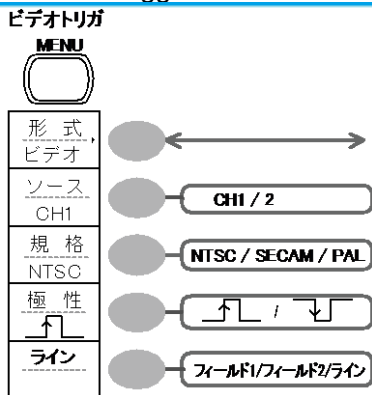 ビデオトリガ
MENU
形 式
ビデオ
ソース
CH1
CH1 / 2
規 格
NTSC
NTSC / SECAM / PAL
極 性
/
ライン
フィールド1/フィールド2/ライン